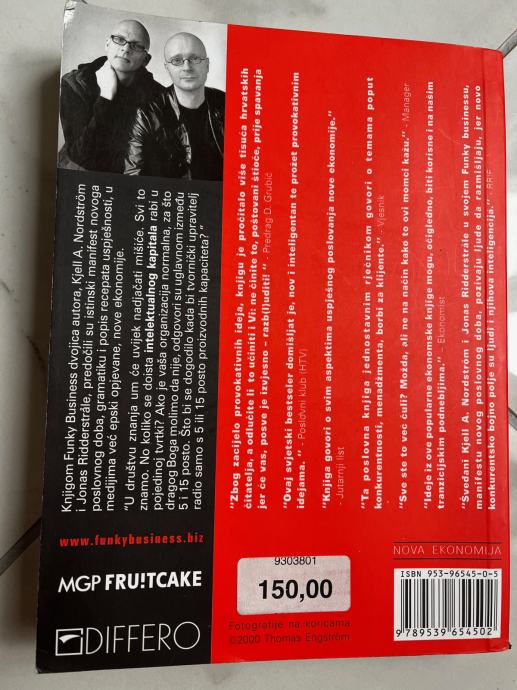 Knjigom Funky Business dvojica autora, Kjell A. Nordström
i Jonas Ridderstråle, predočili su istinski manifest novoga
poslovnog doba, gramatiku i popis recepata uspješnosti, u
medijima već epski opjevane, nove ekonomije.
"U društvu znanja um će uvijek nadjačati mišiće. Svi to
znamo. No koliko se doista intelektualnog kapitala rabi u
pojedinoj tvrtki? Ako je vaša organizacija normalna, za što
dragog Boga molimo da nije, odgovori su uglavnom između
5 i 15 posto. Što bi se dogodilo kada bi tvornički upravitelj
radio samo s 5 ili 15 posto proizvodnih kapaciteta?"
www.funkybusiness.biz
MGP FRU!TCAKE
DIFFERO
"Zbog zacijelo provokativnih ideja, knjigu je pročitalo više tisuća hrvatskih
čitatelja, a odlučite li to učiniti i Vi: ne činite to, poštovani štioče, prije spavanja
jer će vas, posve je izvjesno - razbu(ljuditi!" - Predrag D. Grubić
"Ovaj svjetski bestseler domišljat je, nov i inteligentan te prožet provokativnim
idejama." - Poslovni klub (HTV)
"Knjiga govori o svim aspektima uspješnog poslovanja nove ekonomije."
- Jutarnji list
"Ta poslovna knjiga jednostavnim rječnikom govori o temama poput
konkurentnosti, menadžmenta, borbi za klijente." - Vjesnik
"Sve ste to već čuli? Možda, ali ne na način kako to ovi momci kažu." - Manager
"Ideje iz ove popularne ekonomske knjige mogu, očigledno, biti korisne i na našim
tranzicijskim podnebljima." - Ekonomist
"Šveđani Kjell A. Nordstrom i Jonas Ridderstrale u svojem Funky businessu,
manifestu novog poslovnog doba, pozivaju ljude da razmišljaju, jer novo
konkurentsko bojno polje su ljudi i njihova inteligencija." - RRIF
9303801
150,00
Fotografije na koricama
©2000 Thomas Engström
NOVA EKONOMIJA
ISBN 953-96545-0-5
9 789539 654502